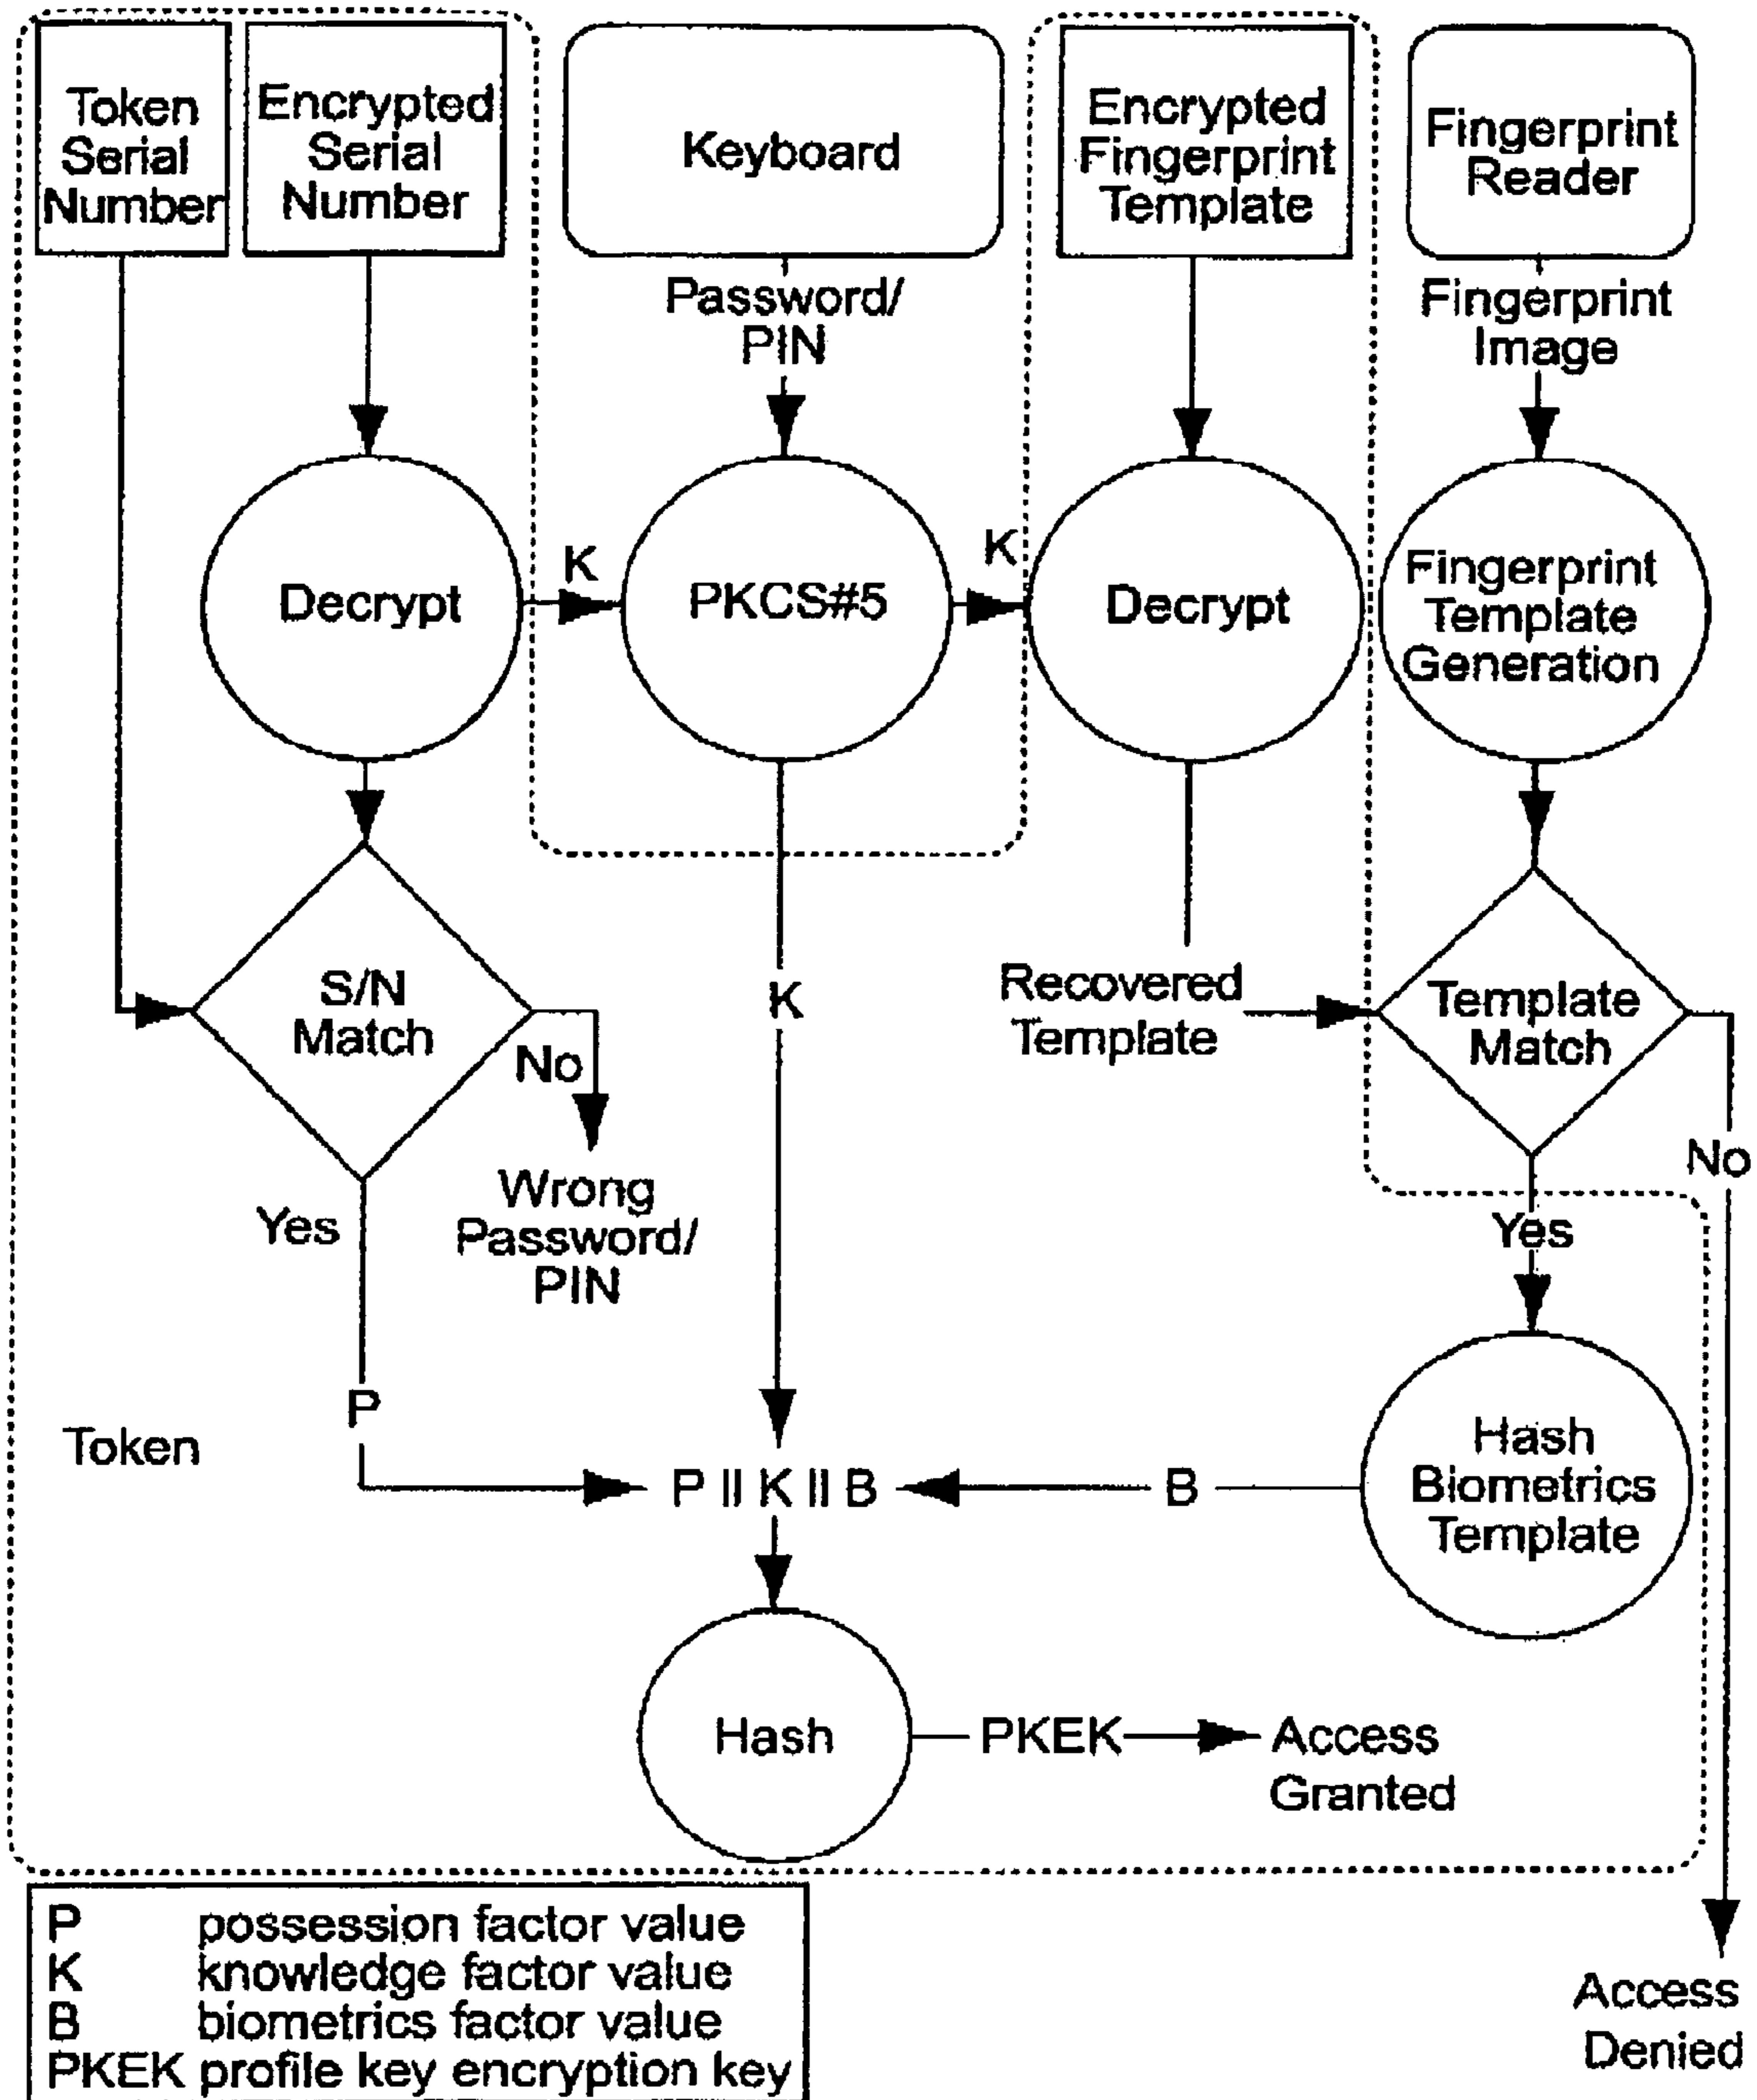 Token
Serial
Number
Encrypted
Serial
Number
Keyboard
Encrypted
Fingerprint
Template
Fingerprint
Reader
Password/
PIN
Fingerprint
Image
Decrypt
K
PKCS#5
K
Decrypt
Fingerprint
Template
Generation
S/N
Match
No
Wrong
Password/
PIN
Yes
K
Recovered
Template
Template
Match
No
Yes
P
Token
P || K || B
B
Hash
Biometrics
Template
Hash
PKEK
Access
Granted
P possession factor value
K knowledge factor value
B biometrics factor value
PKEK profile key encryption key
Access
Denied